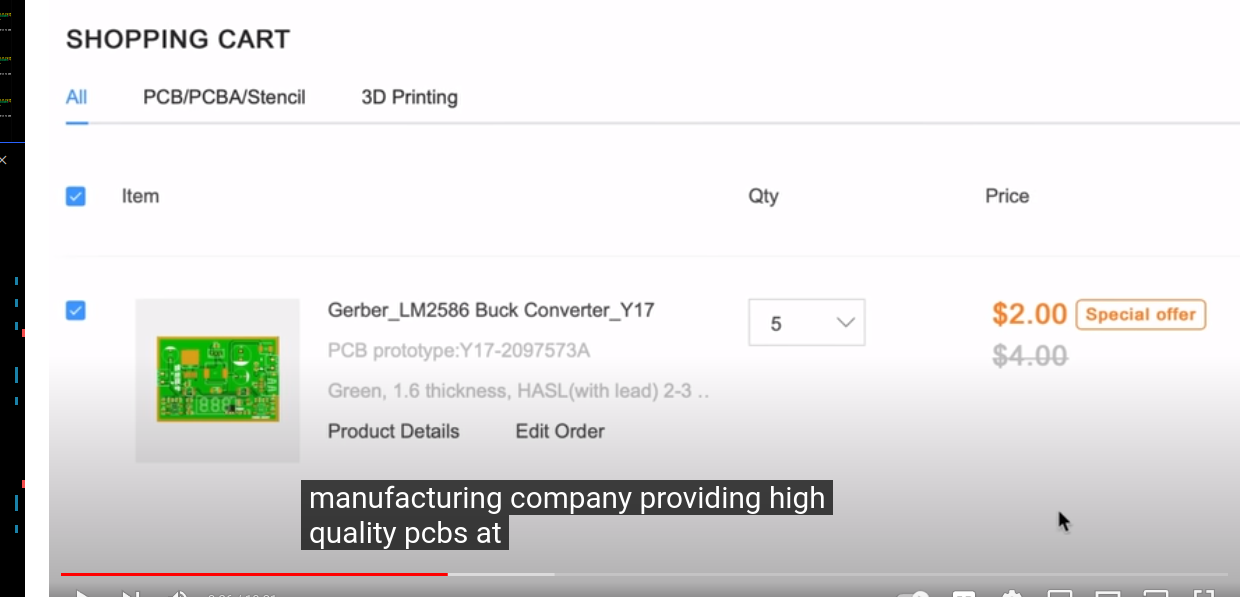 SHOPPING CART
All PCB/PCBA/Stencil 3D Printing
Item Qty Price
Gerber_LM2586 Buck Converter_Y17 5 $2.00 Special offer
PCB prototype:Y17-2097573A $4.00
Green, 1.6 thickness, HASL(with lead) 2-3 ..
Product Details Edit Order
manufacturing company providing high
quality pcbs at